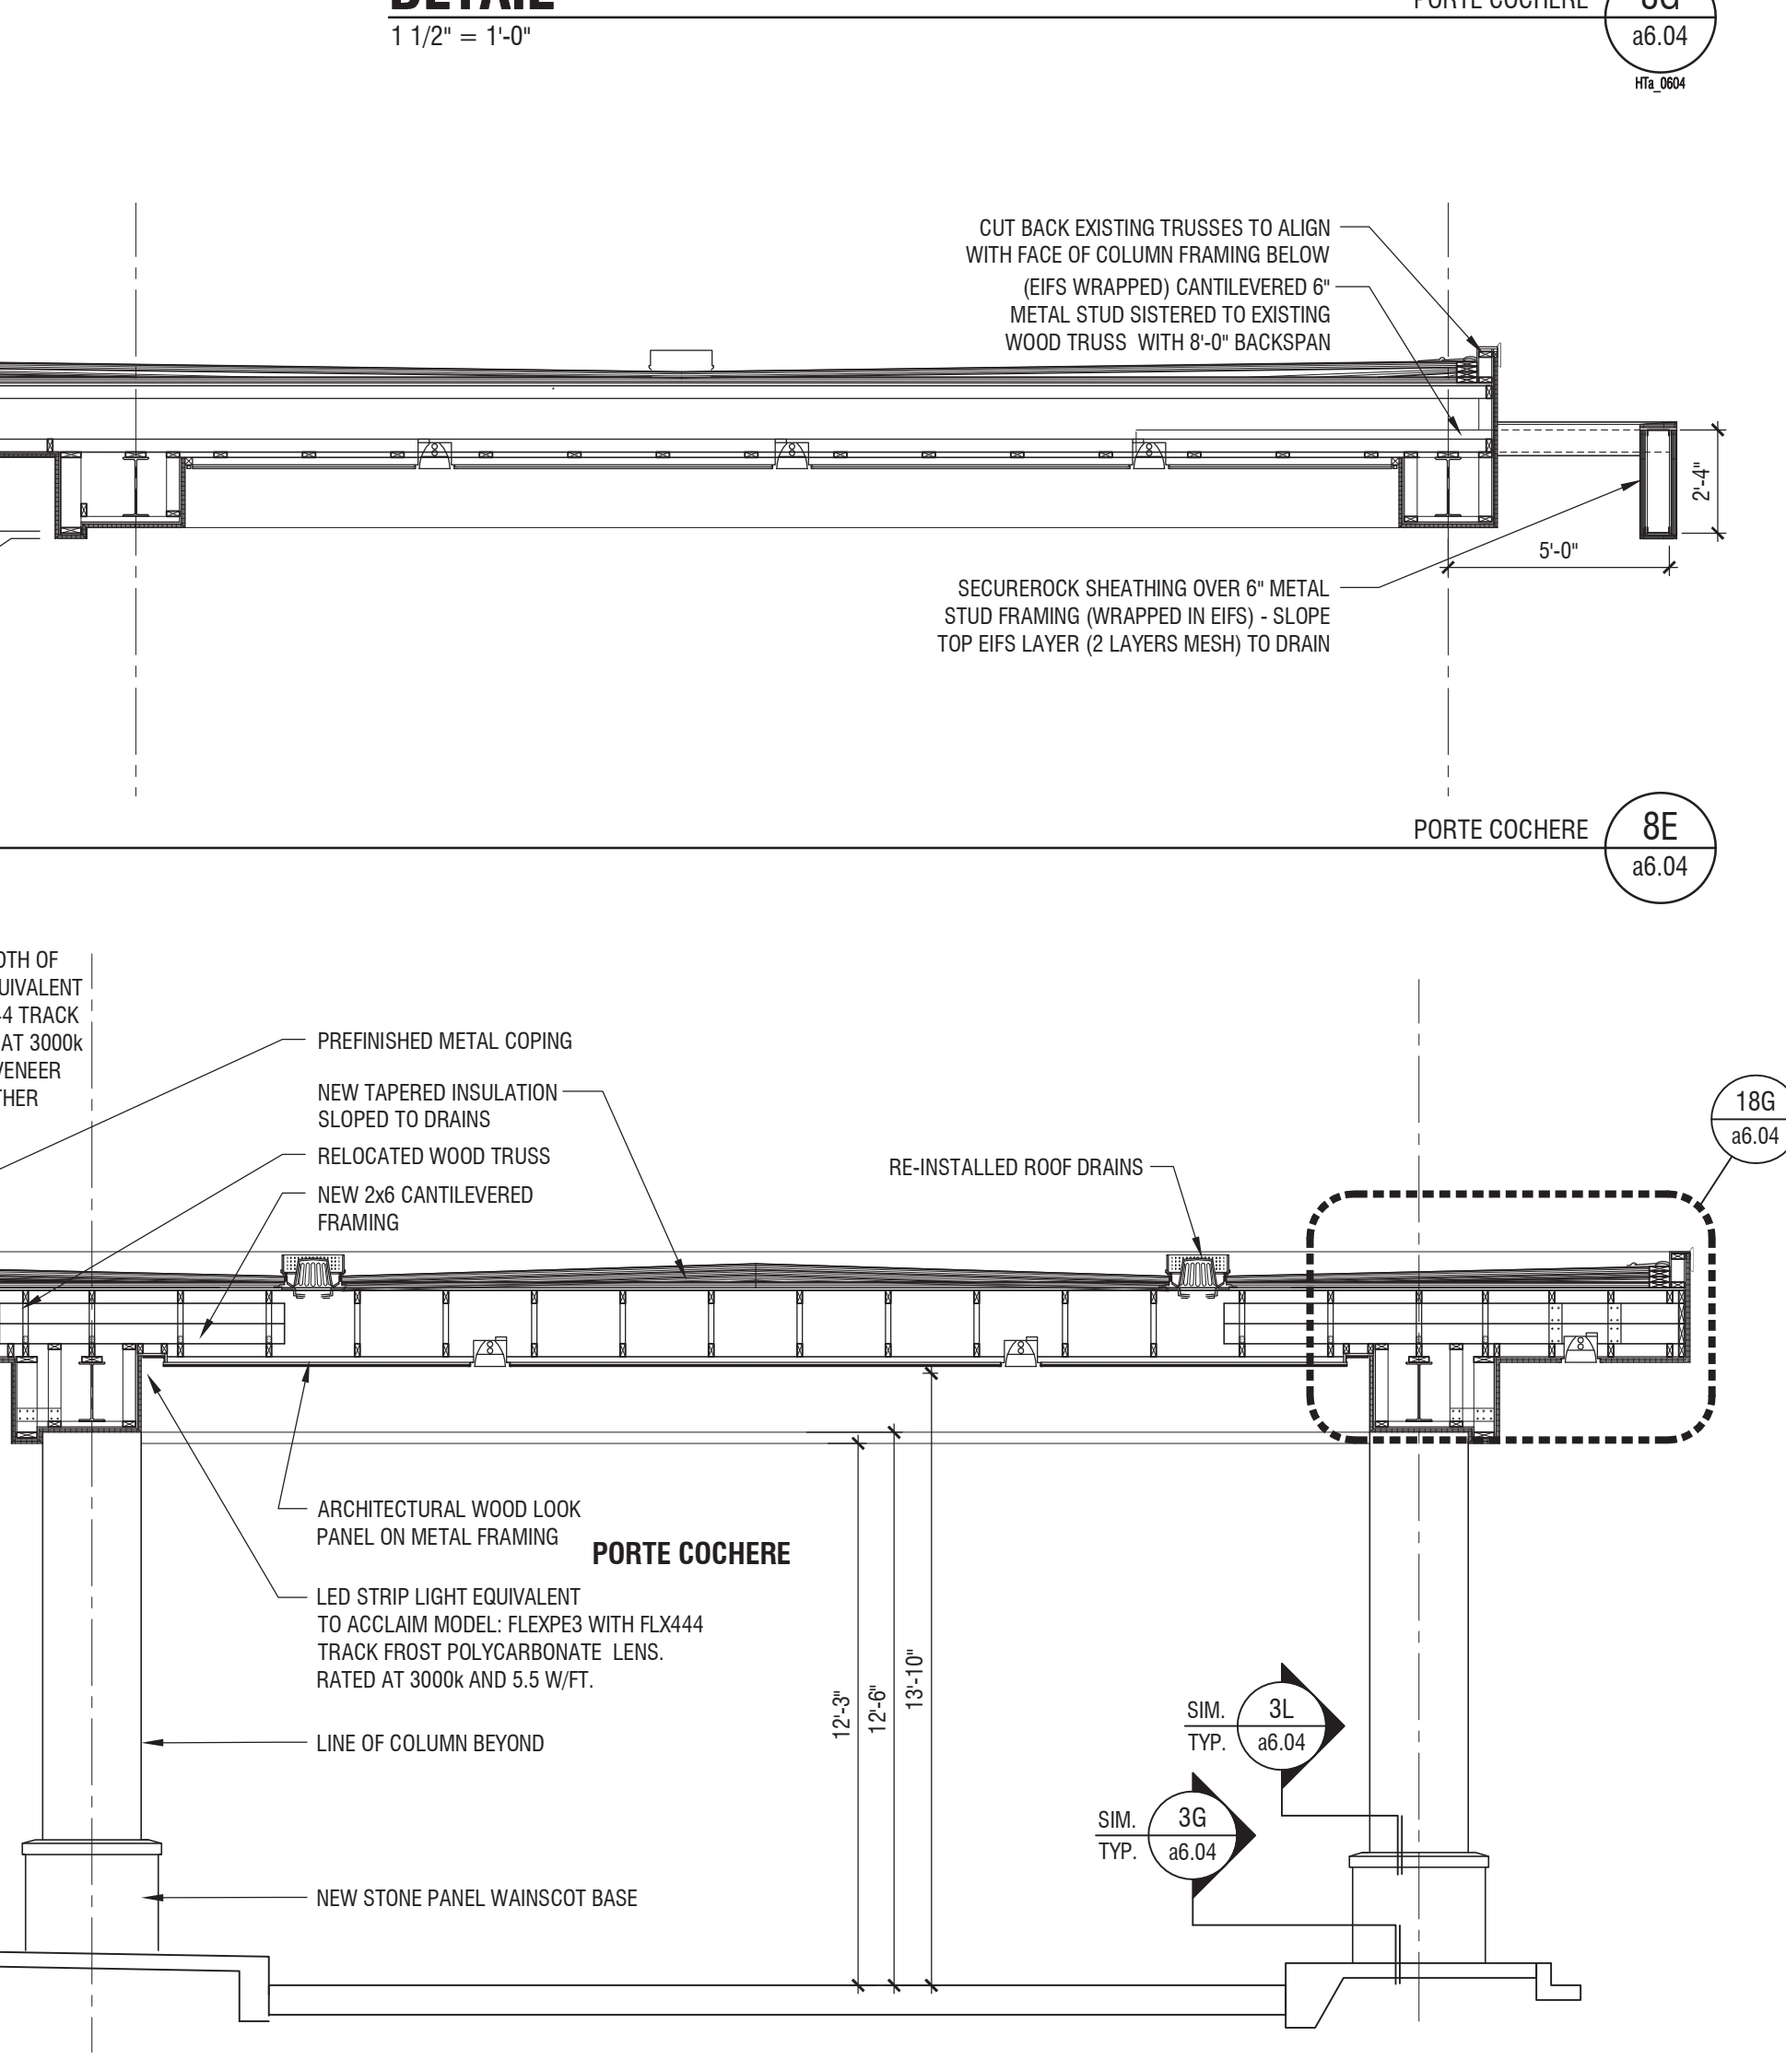 DETAIL
1 1/2" = 1'-0"
PORTE COCHERE
a6.04
HTa_0604
CUT BACK EXISTING TRUSSES TO ALIGN
WITH FACE OF COLUMN FRAMING BELOW
(EIFS WRAPPED) CANTILEVERED 6"
METAL STUD SISTERED TO EXISTING
WOOD TRUSS WITH 8'-0" BACKSPAN
2'-4"
5'-0"
SECUREROCK SHEATHING OVER 6" METAL
STUD FRAMING (WRAPPED IN EIFS) - SLOPE
TOP EIFS LAYER (2 LAYERS MESH) TO DRAIN
PORTE COCHERE
8E
a6.04
OF
TRACK
AT 3000k
PREFINISHED METAL COPING
NEW TAPERED INSULATION
SLOPED TO DRAINS
RELOCATED WOOD TRUSS
NEW 2x6 CANTILEVERED
FRAMING
RE-INSTALLED ROOF DRAINS
18G
a6.04
ARCHITECTURAL WOOD LOOK
PANEL ON METAL FRAMING
PORTE COCHERE
LED STRIP LIGHT EQUIVALENT
TO ACCLAIM MODEL: FLEXPE3 WITH FLX444
TRACK FROST POLYCARBONATE LENS.
RATED AT 3000k AND 5.5 W/FT.
12'-3"
12'-6"
13'-10"
LINE OF COLUMN BEYOND
SIM.
TYP.
3L
a6.04
SIM.
TYP.
3G
a6.04
NEW STONE PANEL WAINSCOT BASE